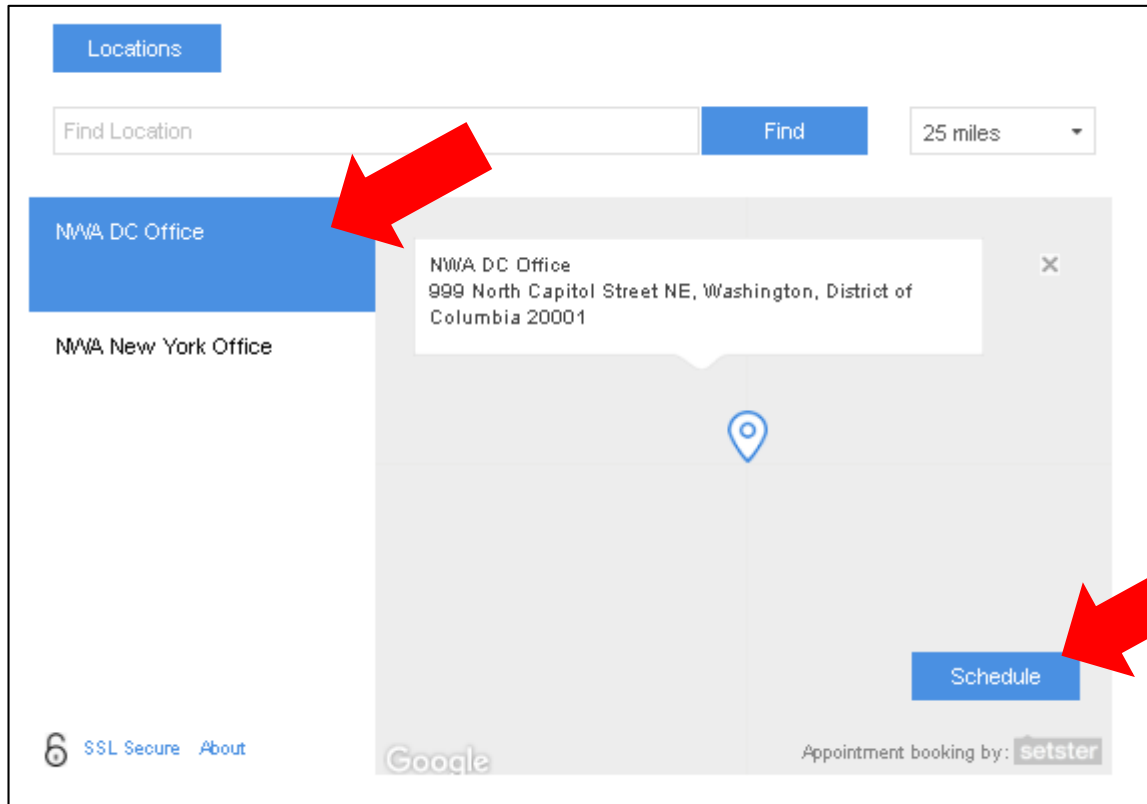 Locations
Find Location
Find
25 miles
NWA DC Office
NWA New York Office
NWA DC Office
999 North Capitol Street NE, Washington, District of
Columbia 20001
Schedule
SSL Secure About
Google
Appointment booking by: setster